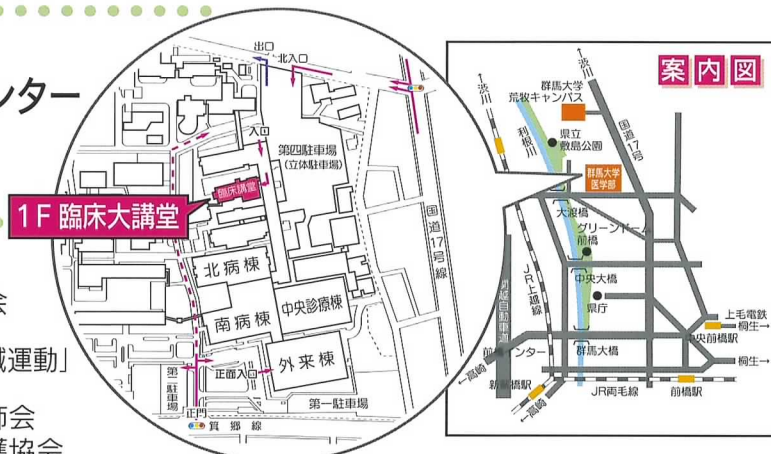 ンター
会
減運動」
師会
護協会
出口
北入口
入口
第四駐車場
(立体駐車場)
臨床講堂
1F 臨床大講堂
国道17号線
北病棟
南病棟
中央診療棟
外来棟
正面入口
第二駐車場
第一駐車場
正門
箕郷線
案内図
↑渋川
↑渋川
群馬大学
荒牧キャンパス
利根川
県立
敷島公園
国道17号
群馬大学
医学部
大渡橋
グリーンドーム
前橋
JR上越線
中央大橋
県庁
群馬大橋
前橋インター
新前橋駅
←高崎
←高崎
JR両毛線
前橋駅
上毛電鉄
桐生→
中央前橋駅
桐生→